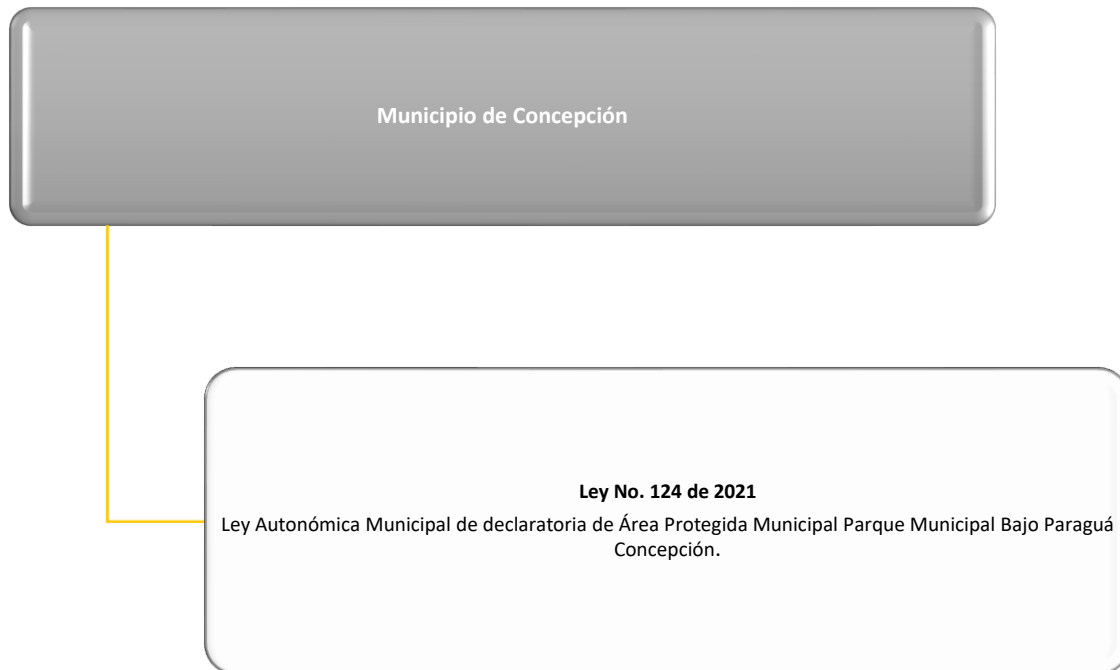 Municipio de Concepción
Ley No. 124 de 2021
Ley Autonómica Municipal de declaratoria de Área Protegida Municipal Parque Municipal Bajo Paraguá
Concepción.